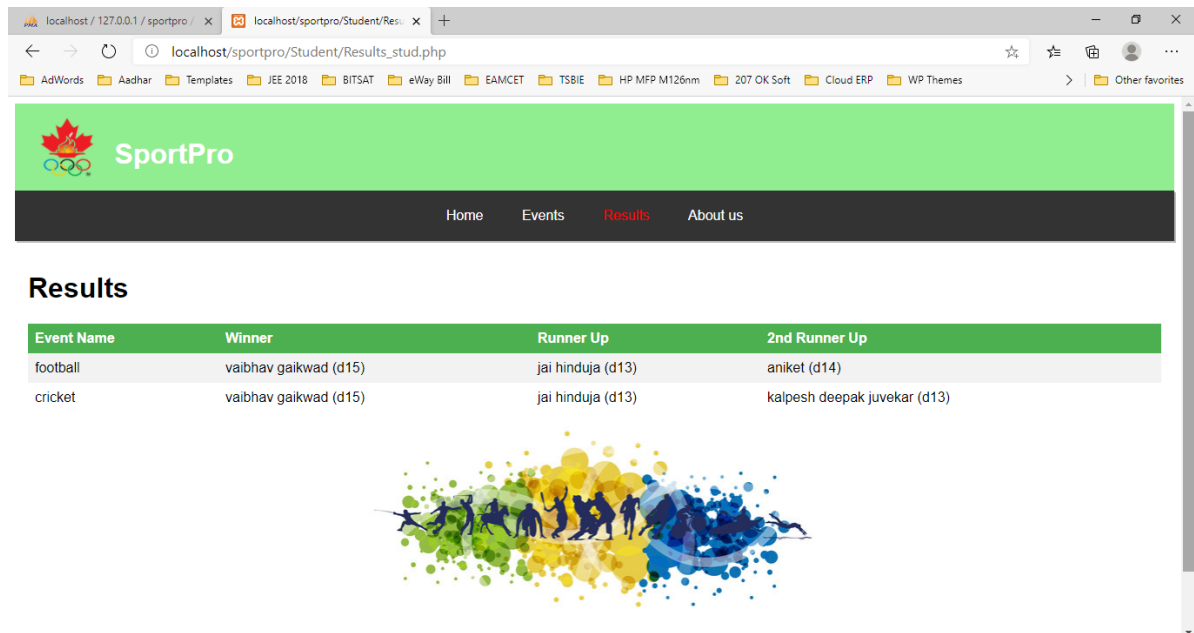 localhost / 127.0.0.1 / sportpro /
localhost/sportpro/Student/Resu
localhost/sportpro/Student/Results_stud.php
AdWords Aadhar Templates JEE 2018 BITSAT eWay Bill EAMCET TSBIE HP MFP M126nm 207 OK Soft Cloud ERP WP Themes Other favorites
SportPro
Home Events Results About us
Results
Event Name Winner Runner Up 2nd Runner Up
football vaibhav gaikwad (d15) jai hinduja (d13) aniket (d14)
cricket vaibhav gaikwad (d15) jai hinduja (d13) kalpesh deepak juvekar (d13)